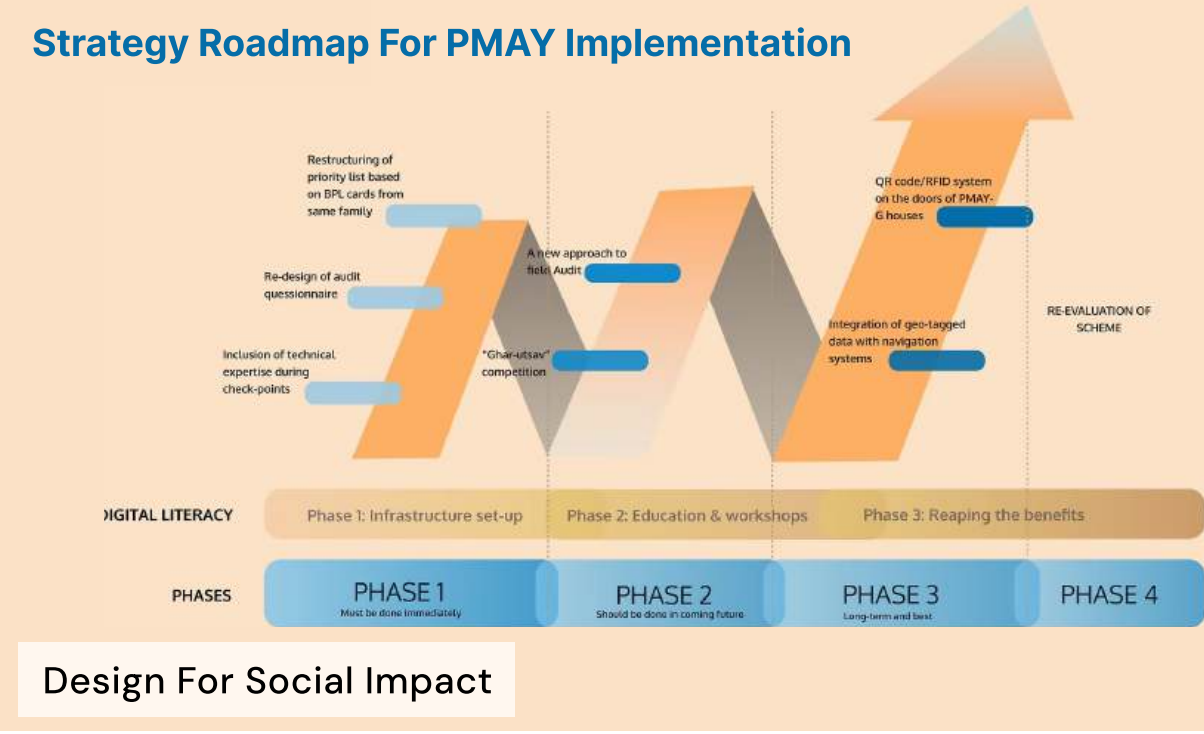 Strategy Roadmap For PMAY Implementation
Restructuring of
priority list based
on BPL cards from
same family
Re-design of audit
quessionnaire
Inclusion of technical
expertise during
check-points
A new approach to
field Audit
"Ghar-utsav"
competition
QR code/RFID system
on the doors of PMAY-
G houses
Integration of geo-tagged
data with navigation
systems
RE-EVALUATION OF
SCHEME
DIGITAL LITERACY
Phase 1: Infrastructure set-up
Phase 2: Education & workshops
Phase 3: Reaping the benefits
PHASES
PHASE 1
Must be done immediately
PHASE 2
Should be done in coming future
PHASE 3
Long-term and best
PHASE 4
Design For Social Impact